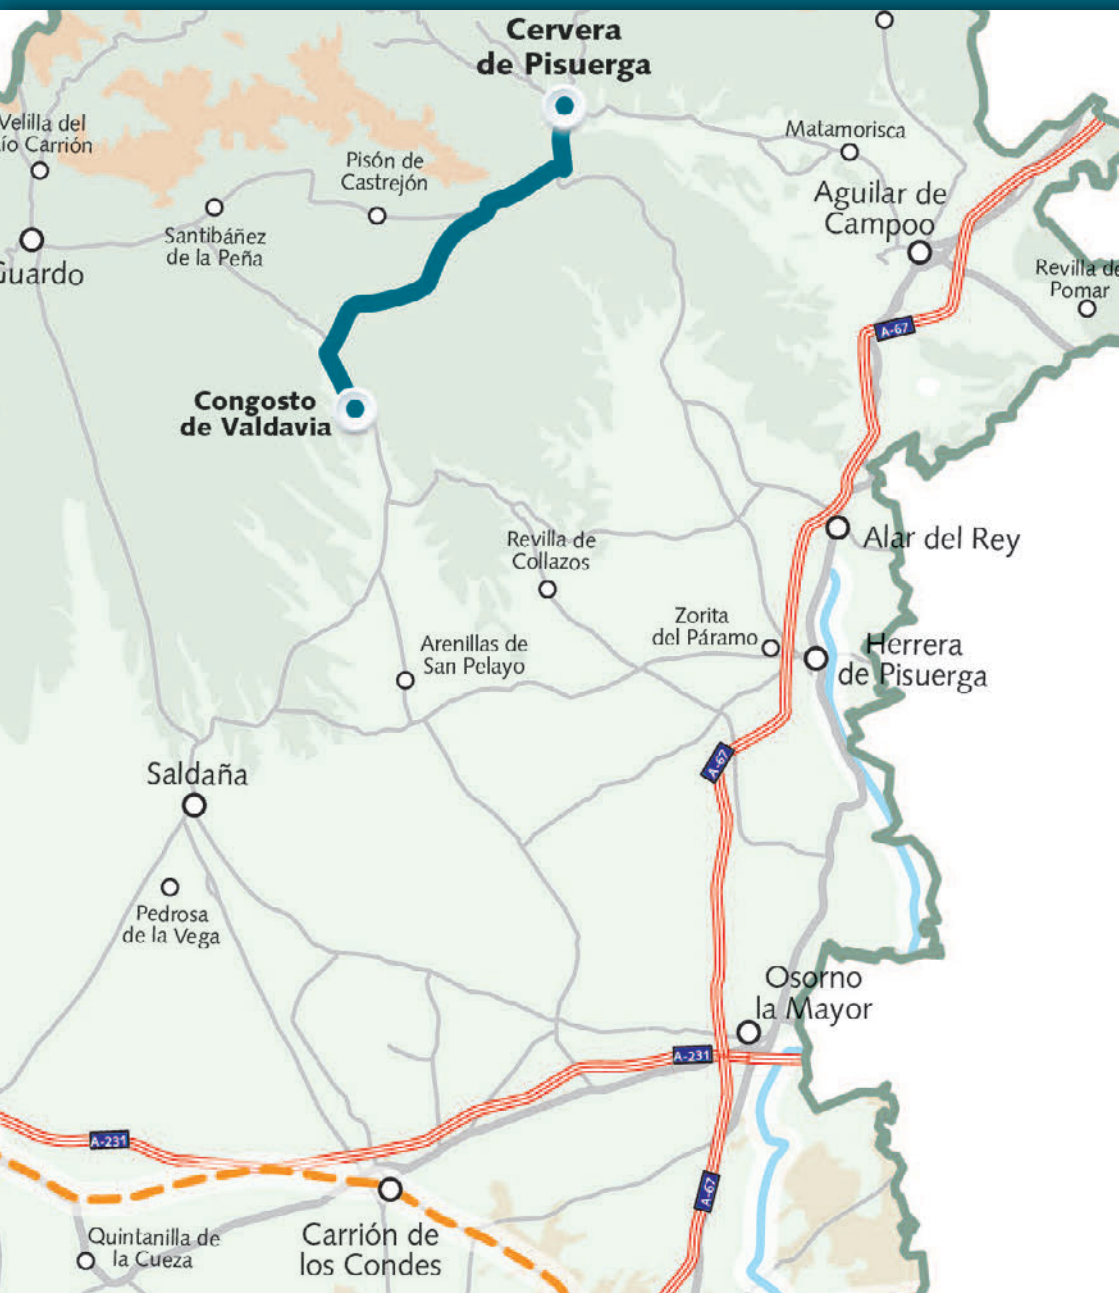 Cervera
de Pisuerga
Velilla del
ío Carrión
Pisón de
Castrejón
Matamorisca
Aguilar de
Campoo
Santibáñez
de la Peña
Guardo
Revilla de
Pomar
A-67
Congosto
de Valdavia
Revilla de
Collazos
Alar del Rey
Zorita
del Páramo
Arenillas de
San Pelayo
Herrera
de Pisuerga
A-67
Saldaña
Pedrosa
de la Vega
Osorno
la Mayor
A-231
A-231
A-67
Quintanilla de
la Cueza
Carrión de
los Condes